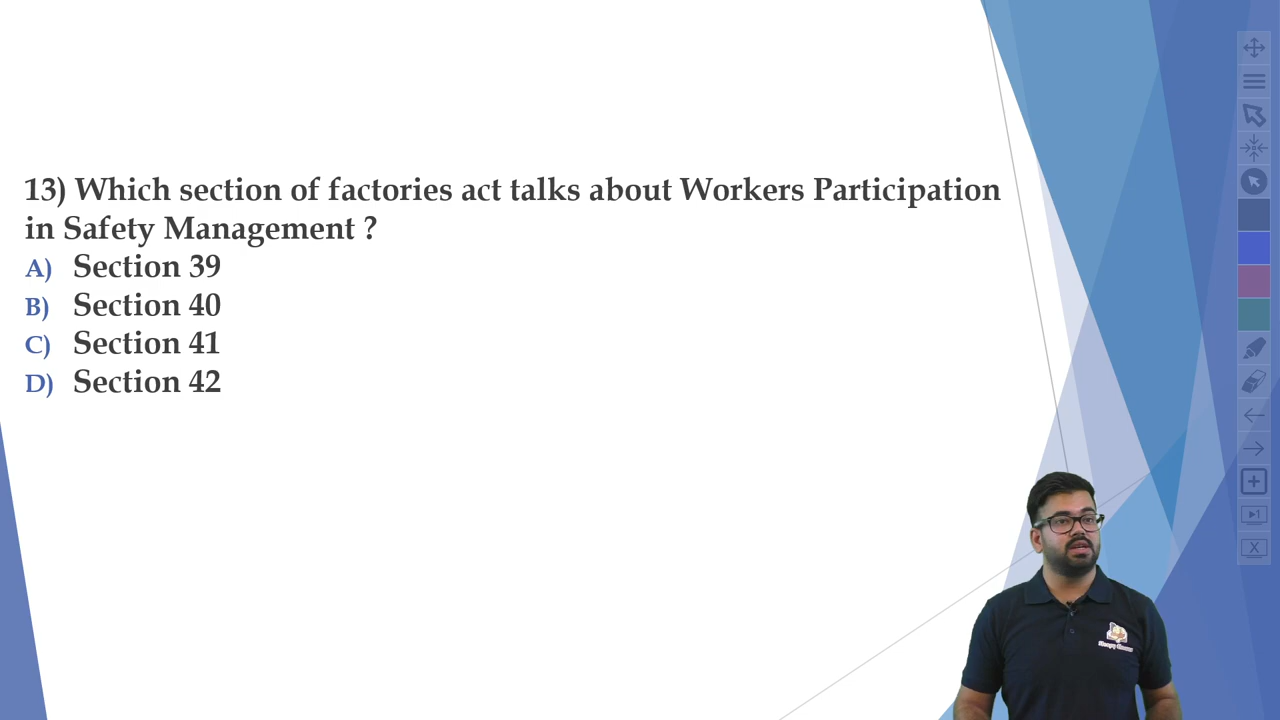 13) Which section of factories act talks about Workers Participation
in Safety Management ?
A) Section 39
B) Section 40
C) Section 41
D) Section 42